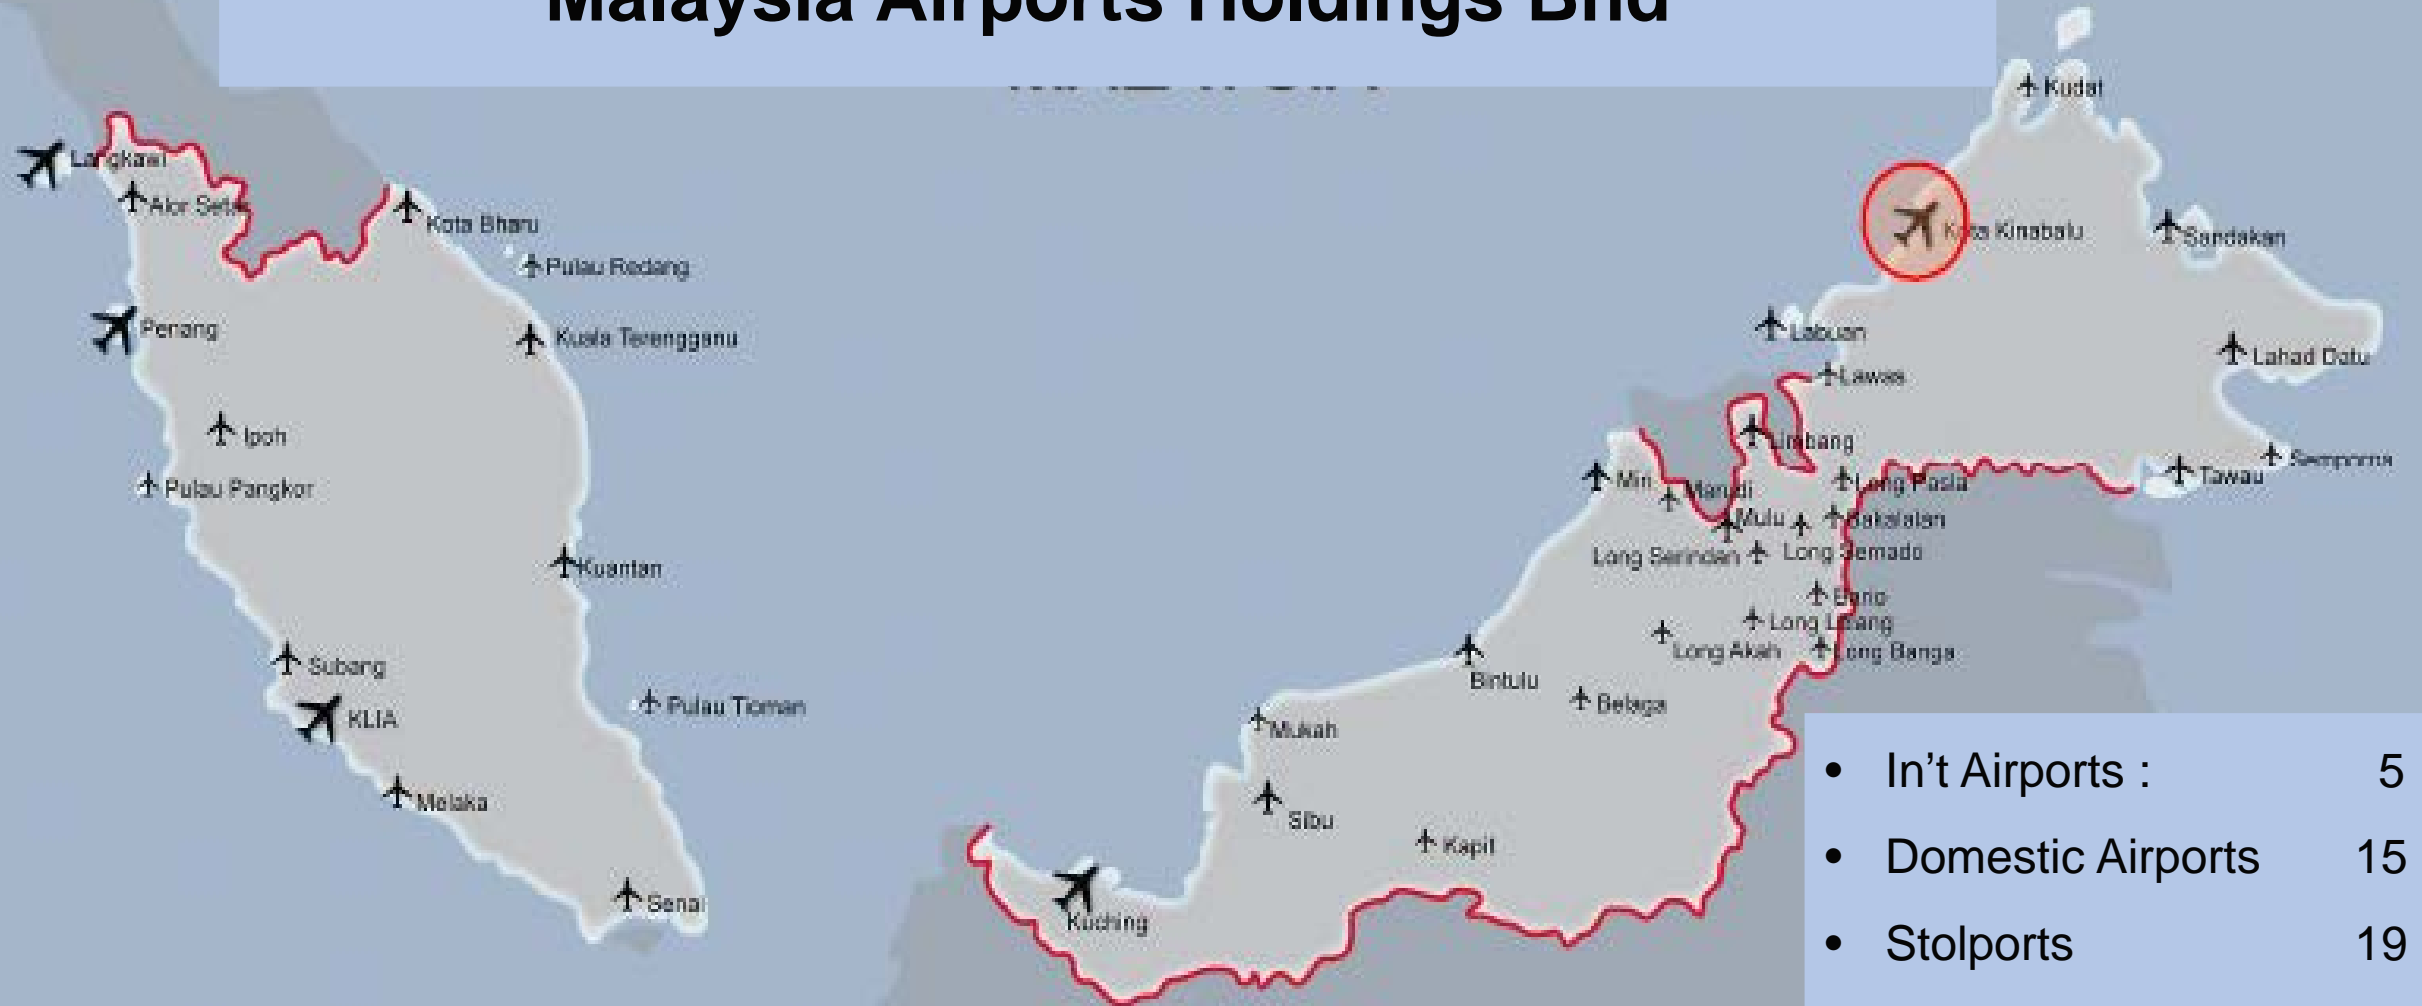 Malaysia Airports Holdings Bhd
Kudat
Langkawi
Alor Setar
Kota Bharu
Kota Kinabalu
Sandakan
Pulau Redang
Penang
Kuala Terengganu
Labuan
Lahad Datu
Lawas
Ipoh
Limbang
Pulau Pangkor
Miri
Marudi
Long Pasia
Tawau
Semporna
Mulu
Bakalalan
Long Serindan
Long Semado
Kuantan
Bario
Long Lelang
Long Akah
Long Banga
Subang
Bintulu
Belaga
KLIA
Pulau Tioman
Mukah
Melaka
Sibu
Kapit
Senai
Kuching
• In't Airports : 5
• Domestic Airports 15
• Stolports 19